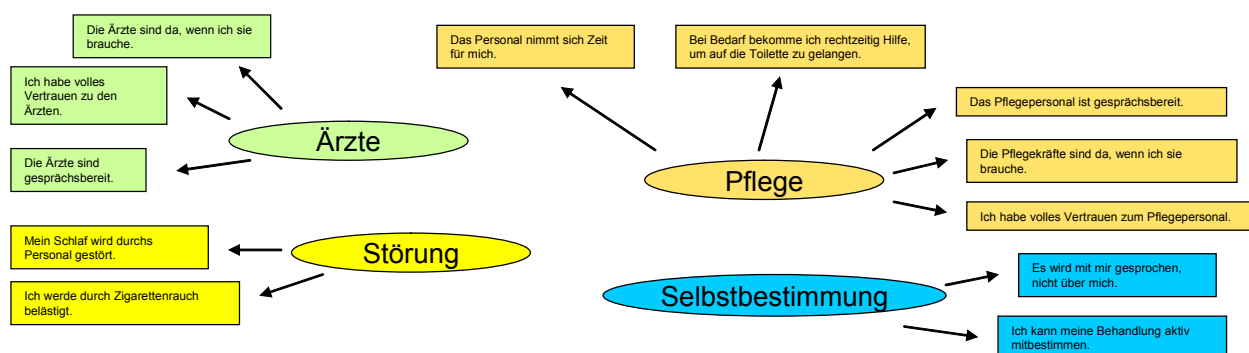 Die Ärzte sind da, wenn ich sie
brauche.
Ich habe volles
Vertrauen zu den
Ärzten.
Die Ärzte sind
gesprächsbereit.
Ärzte
Das Personal nimmt sich Zeit
für mich.
Bei Bedarf bekomme ich rechtzeitig Hilfe,
um auf die Toilette zu gelangen.
Das Pflegepersonal ist gesprächsbereit.
Die Pflegekräfte sind da, wenn ich sie
brauche.
Ich habe volles Vertrauen zum Pflegepersonal.
Pflege
Mein Schlaf wird durchs
Personal gestört.
Ich werde durch Zigarettenrauch
belästigt.
Störung
Selbstbestimmung
Es wird mit mir gesprochen,
nicht über mich.
Ich kann meine Behandlung aktiv
mitbestimmen.